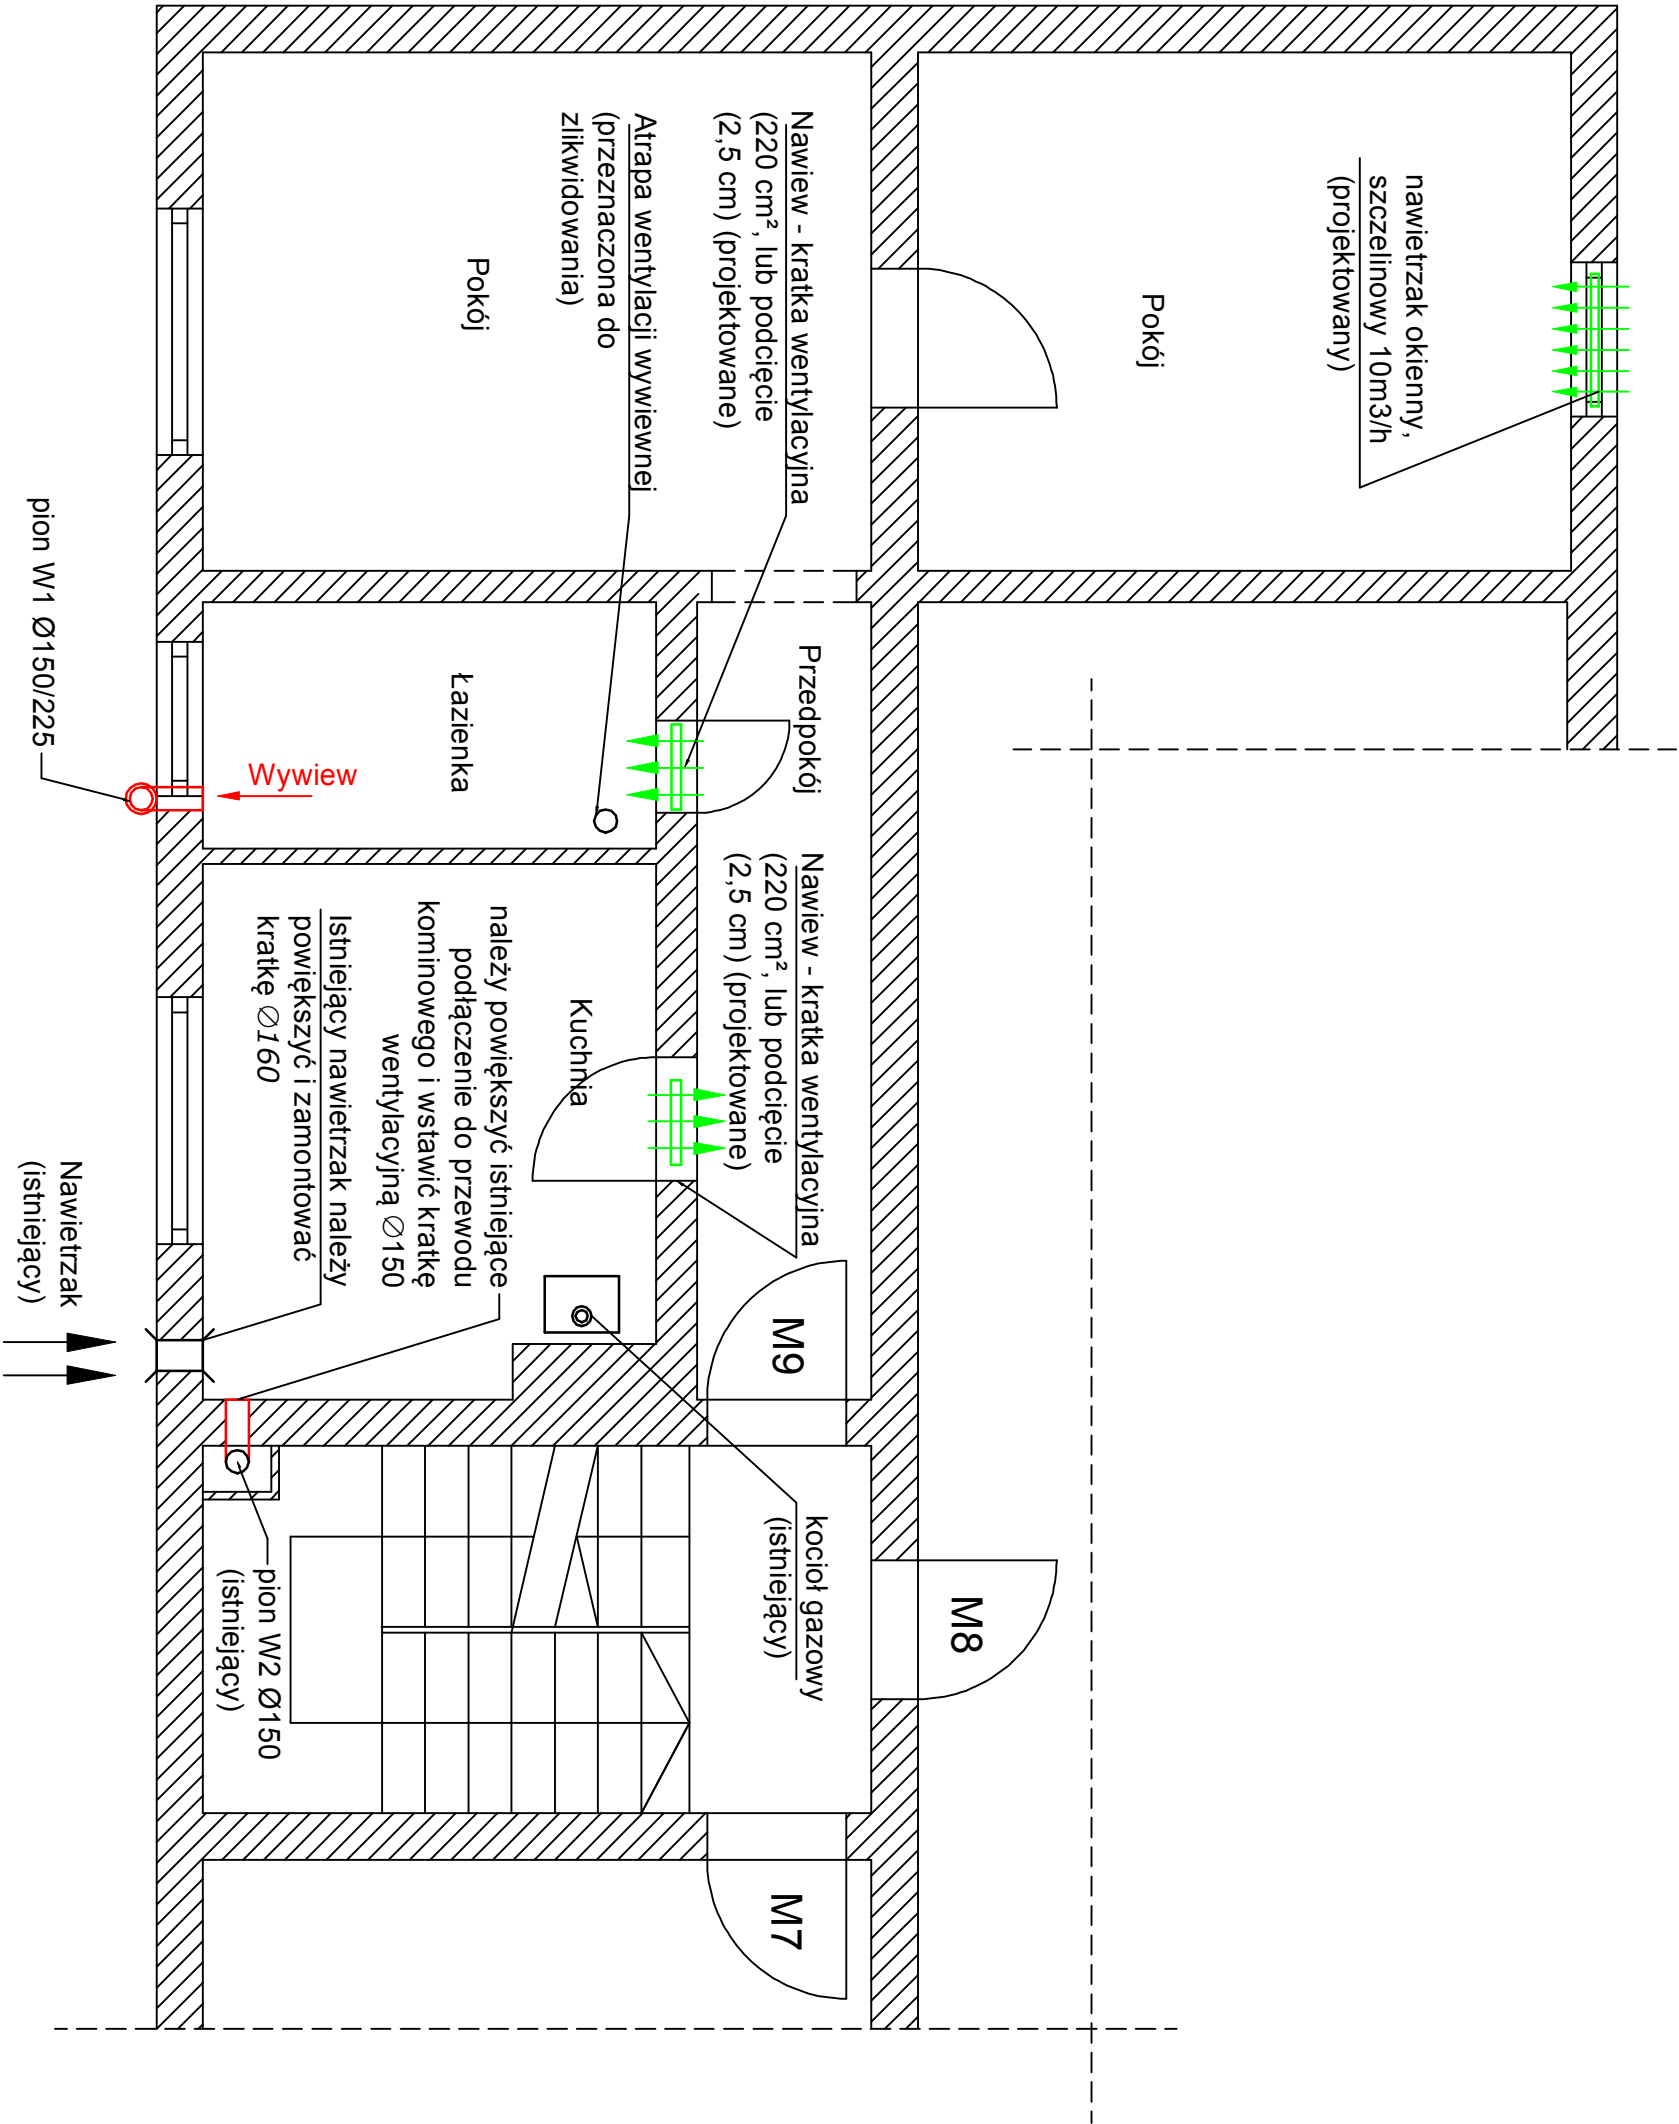 nawietrzak okienny,
szczelinowy 10m3/h
(projektowany)
Pokój
Nawiew - kratka wentylacyjna
(220 cm², lub podcięcie
(2,5 cm) (projektowane)
Atrapa wentylacji wywiewnej
(przeznaczona do
zlikwidowania)
Pokój
Przedpokój
Łazienka
Wywiew
pion W1 Ø150/225
Nawiew - kratka wentylacyjna
(220 cm², lub podcięcie
(2,5 cm) (projektowane)
Kuchnia
należy powiększyć istniejące
podłączenie do przewodu
kominowego i wstawić kratkę
wentylacyjną ∅150
Istniejący nawietrzak należy
powiększyć i zamontować
kratkę ∅160
Nawietrzak
(istniejący)
M9
kocioł gazowy
(istniejący)
M8
pion W2 Ø150
(istniejący)
M7